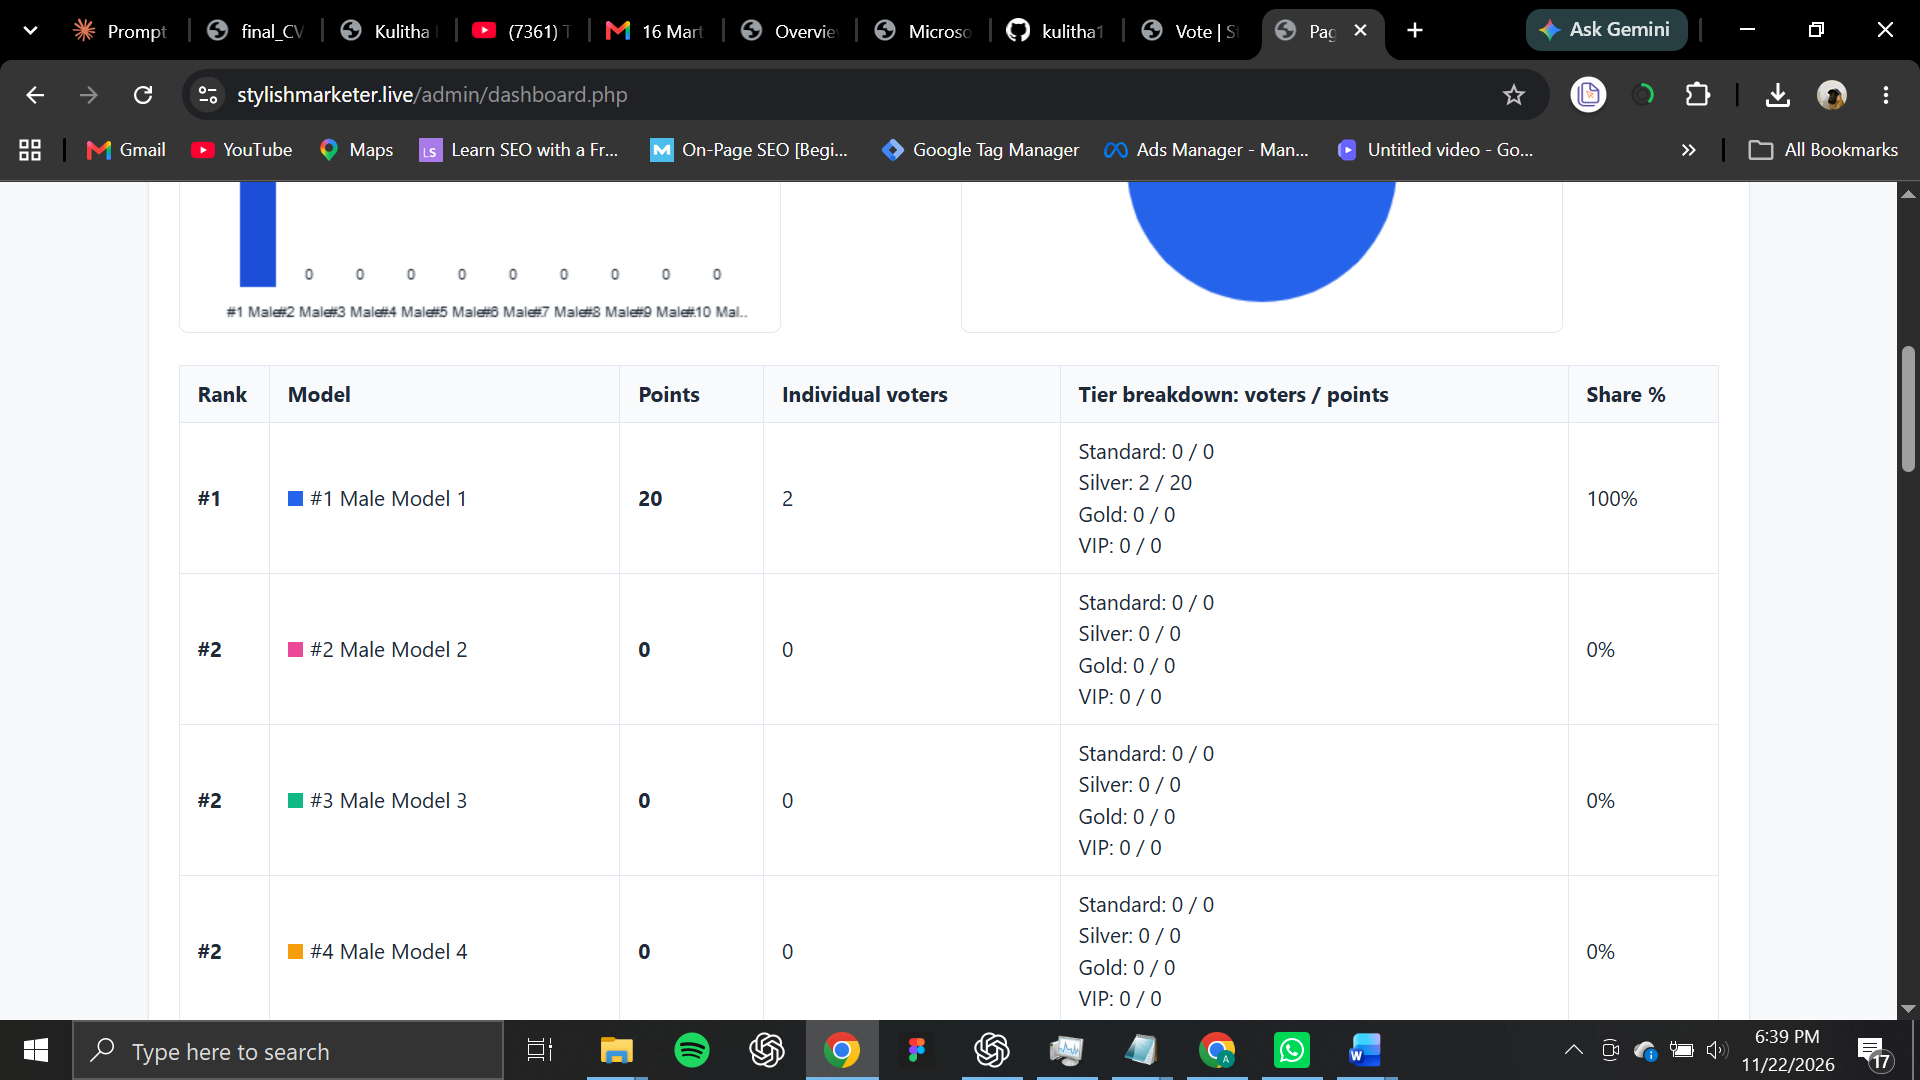 Prompt
final_CV
Kulitha
(7361) T
16 Mart
Overvie
Microso
kulitha1
Vote | St
Pag
Ask Gemini
stylishmarketer.live/admin/dashboard.php
Gmail
YouTube
Maps
LS
Learn SEO with a Fr...
On-Page SEO [Begi...
Google Tag Manager
Ads Manager - Man...
Untitled video - Go...
All Bookmarks
0 0 0 0 0 0 0 0 0
#1 Male #2 Male #3 Male #4 Male #5 Male #6 Male #7 Male #8 Male #9 Male #10 Mal..
Rank Model Points Individual voters Tier breakdown: voters / points Share %
#1 #1 Male Model 1 20 2
Standard: 0 / 0
Silver: 2 / 20
Gold: 0 / 0
VIP: 0 / 0
100%
#2 #2 Male Model 2 0 0
Standard: 0 / 0
Silver: 0 / 0
Gold: 0 / 0
VIP: 0 / 0
0%
#2 #3 Male Model 3 0 0
Standard: 0 / 0
Silver: 0 / 0
Gold: 0 / 0
VIP: 0 / 0
0%
#2 #4 Male Model 4 0 0
Standard: 0 / 0
Silver: 0 / 0
Gold: 0 / 0
VIP: 0 / 0
0%
Type here to search
A
W
6:39 PM
11/22/2026
17